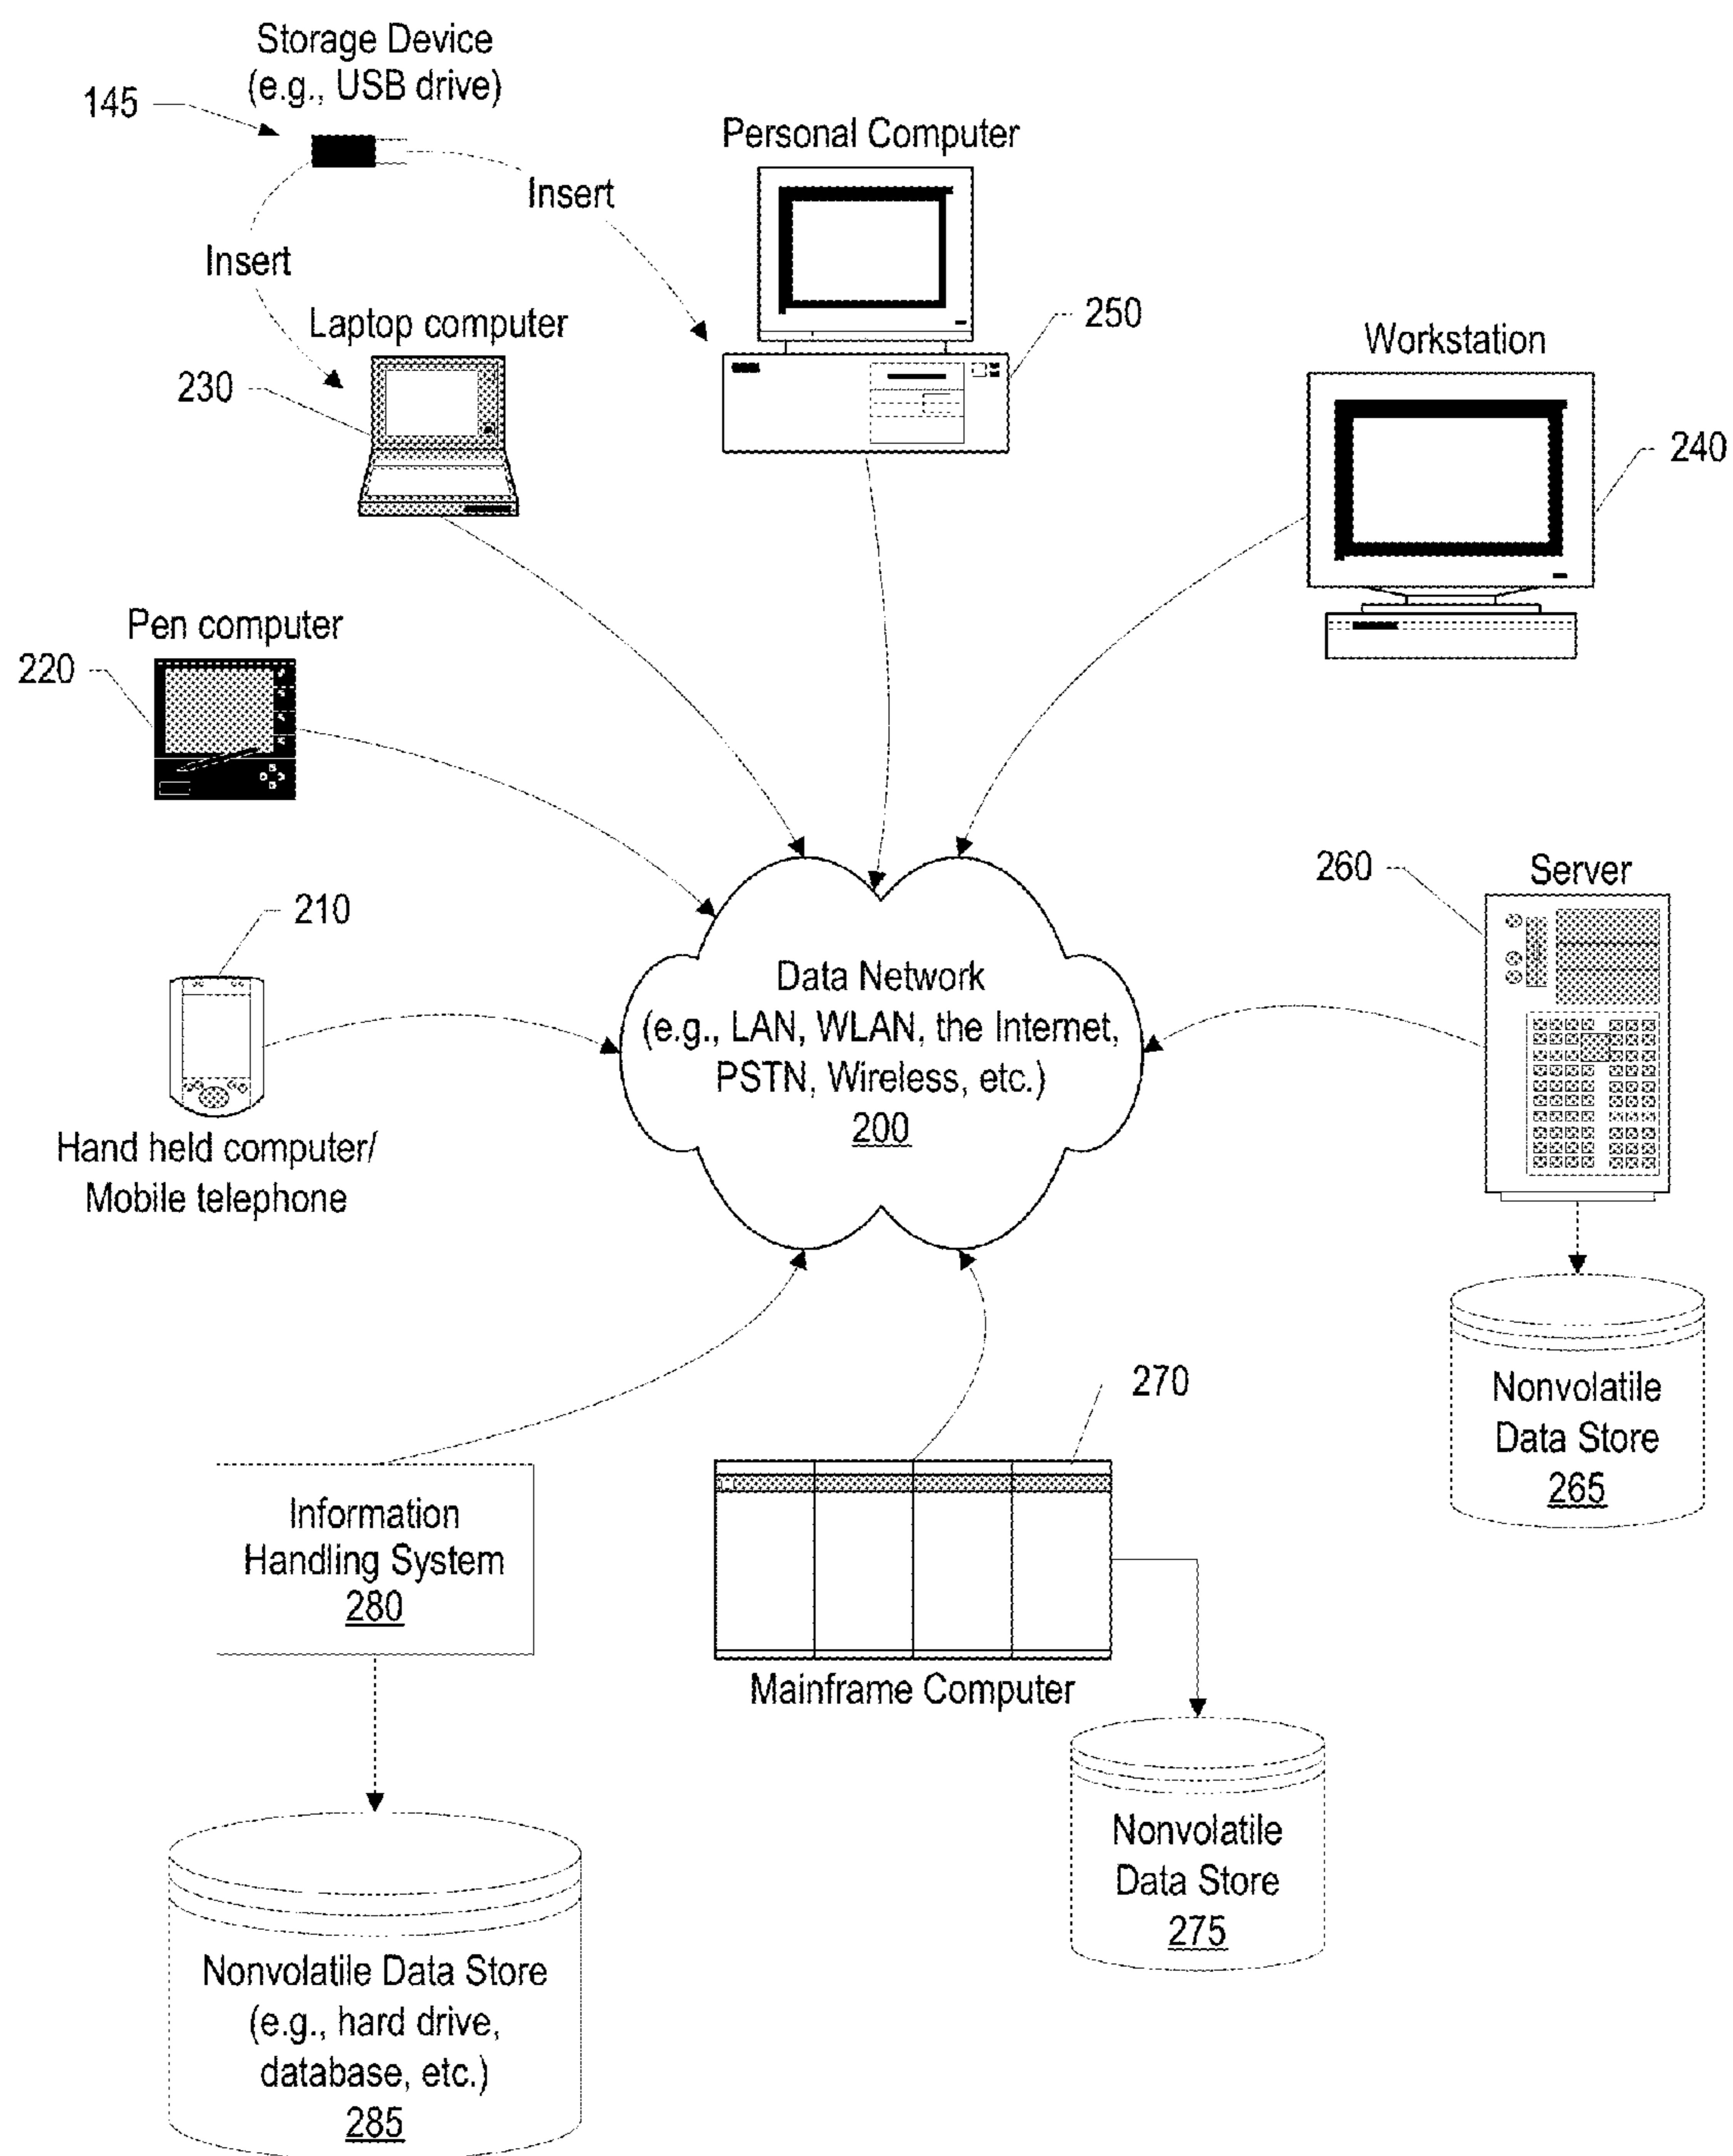 Storage Device
(e.g., USB drive)
145
Personal Computer
Insert
Insert
Laptop computer
250
Workstation
230
240
Pen computer
220
260
Server
210
Data Network
(e.g., LAN, WLAN, the Internet,
PSTN, Wireless, etc.)
200
Hand held computer/
Mobile telephone
270
Nonvolatile
Data Store
265
Information
Handling System
280
Mainframe Computer
Nonvolatile
Data Store
275
Nonvolatile Data Store
(e.g., hard drive,
database, etc.)
285